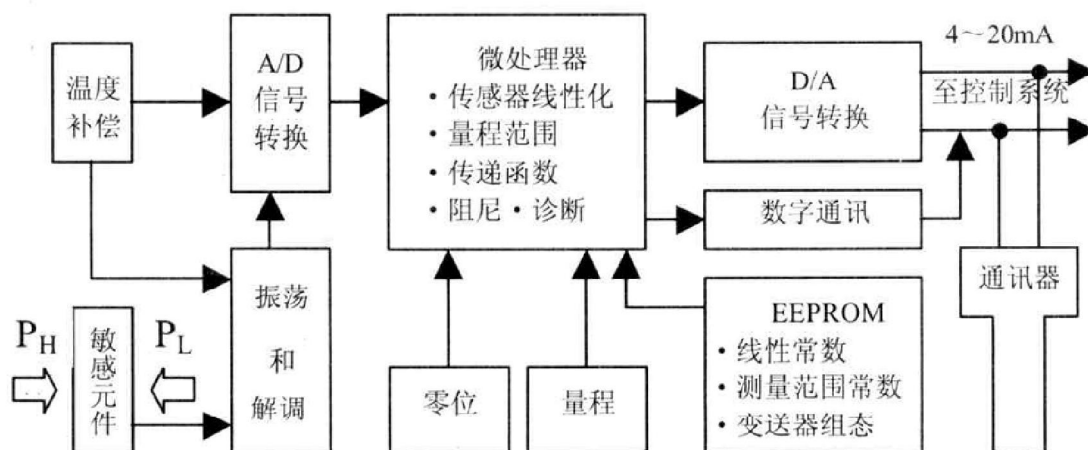 温度
补偿
A/D
信号
转换
微处理器
·传感器线性化
·量程范围
·传递函数
·阻尼·诊断
D/A
信号转换
4～20mA
至控制系统
数字通讯
通讯器
振荡
和
解调
P_H
敏感元件
P_L
零位
量程
EEPROM
·线性常数
·测量范围常数
·变送器组态